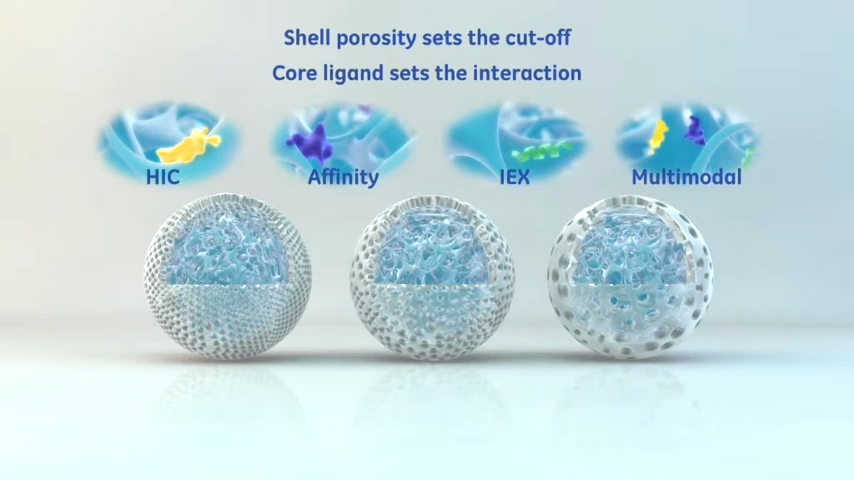 Shell porosity sets the cut-off
Core ligand sets the interaction
HIC Affinity IEX Multimodal